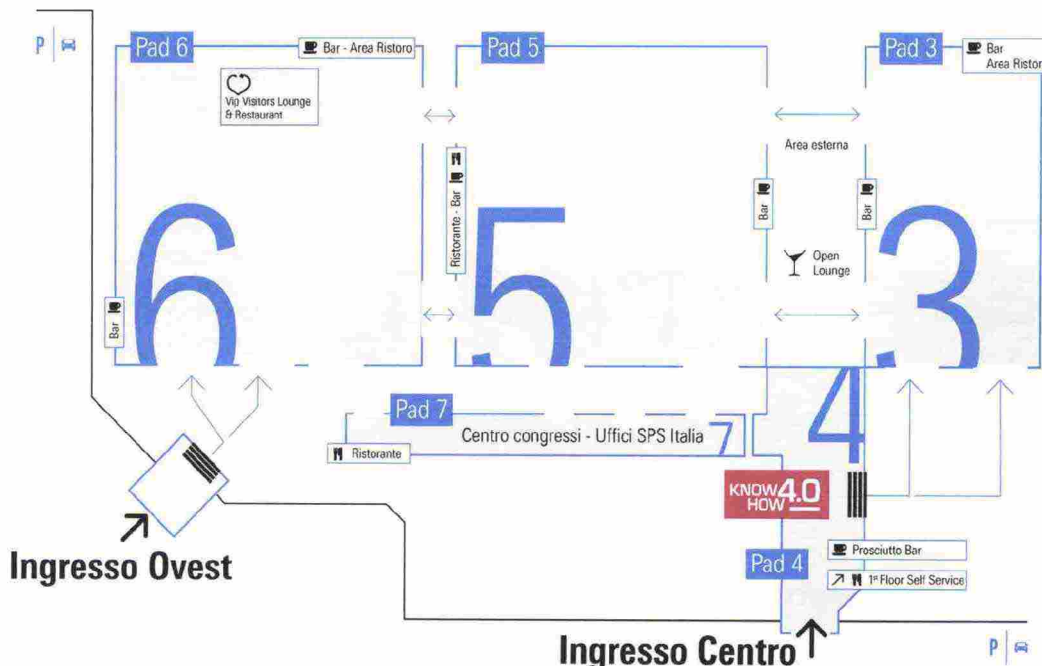 P
Pad 6
Bar - Area Ristoro
Pad 5
Pad 3
Bar
Area Ristor
Vip Visitors Lounge
& Restaurant
Area esterna
Ristorante - Bar
Bar
Bar
6
5
3
Open
Lounge
Bar
4
Pad 7
Centro congressi - Uffici SPS Italia
7
Ristorante
KNOW 4.0
HOW
Ingresso Ovest
Prosciutto Bar
Pad 4
1st Floor Self Service
Ingresso Centro
P